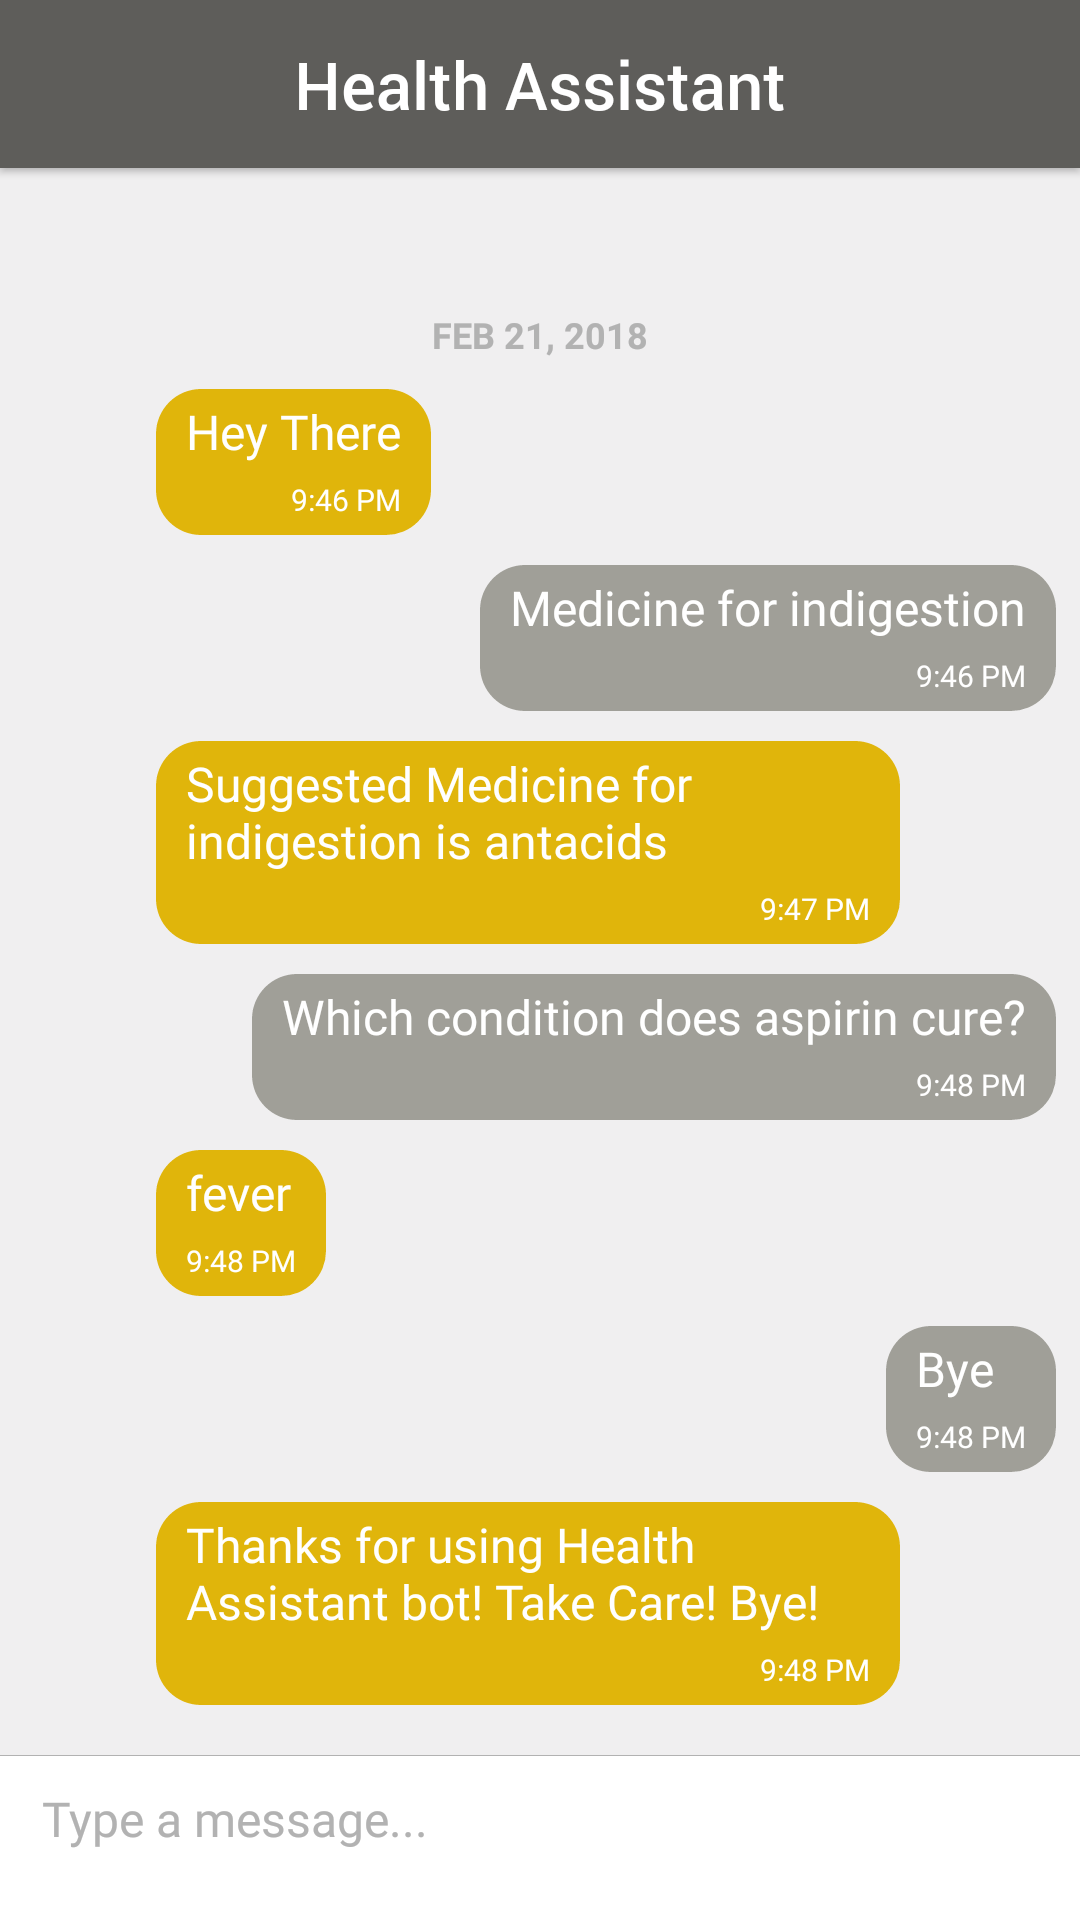 Health Assistant
FEB 21, 2018
Hey There
9:46 PM
Medicine for indigestion
9:46 PM
Suggested Medicine for
indigestion is antacids
9:47 PM
Which condition does aspirin cure?
9:48 PM
fever
9:48 PM
Bye
9:48 PM
Thanks for using Health
Assistant bot! Take Care! Bye!
9:48 PM
Type a message...